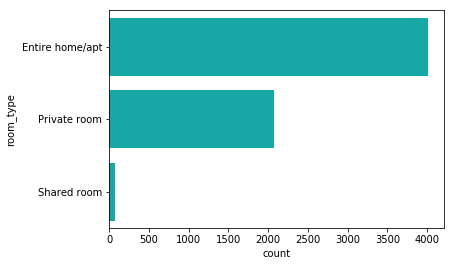 room_type
Entire home/apt
Private room
Shared room
0 500 1000 1500 2000 2500 3000 3500 4000
count